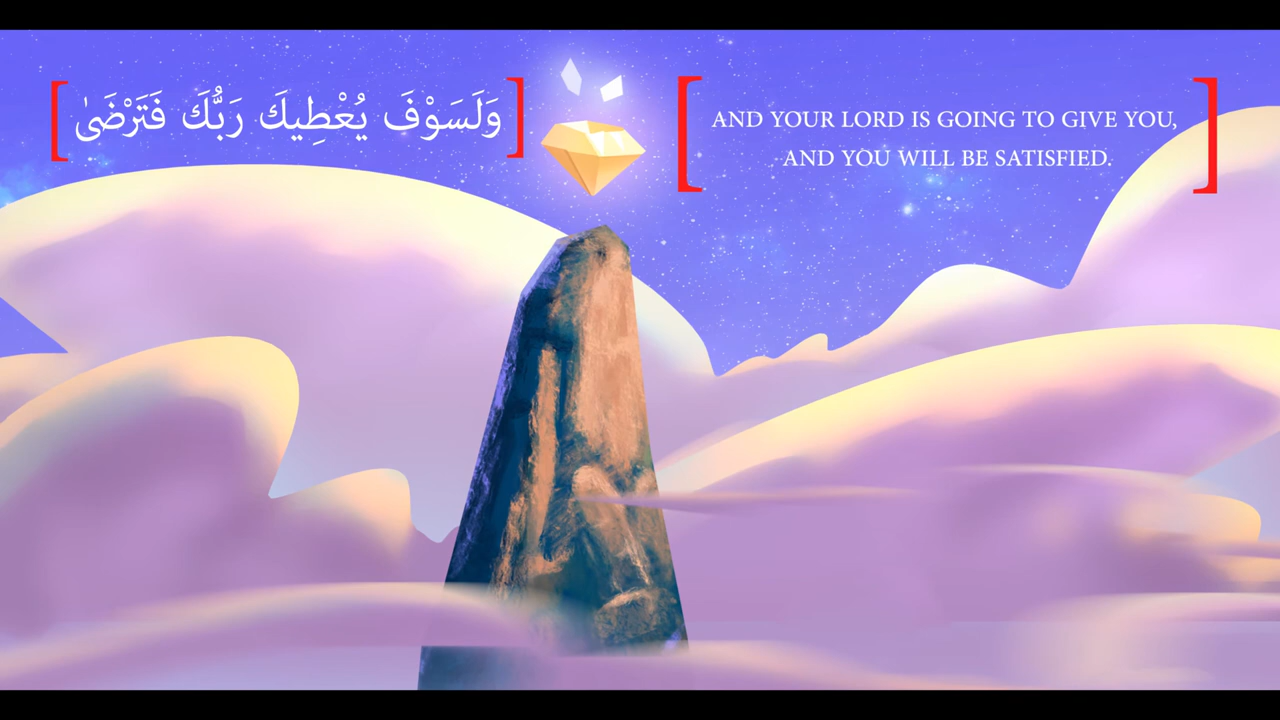 وَلَسَوْفَ يُعْطِيكَ رَبُّكَ فَتَرْضَىٰ
AND YOUR LORD IS GOING TO GIVE YOU,
AND YOU WILL BE SATISFIED.